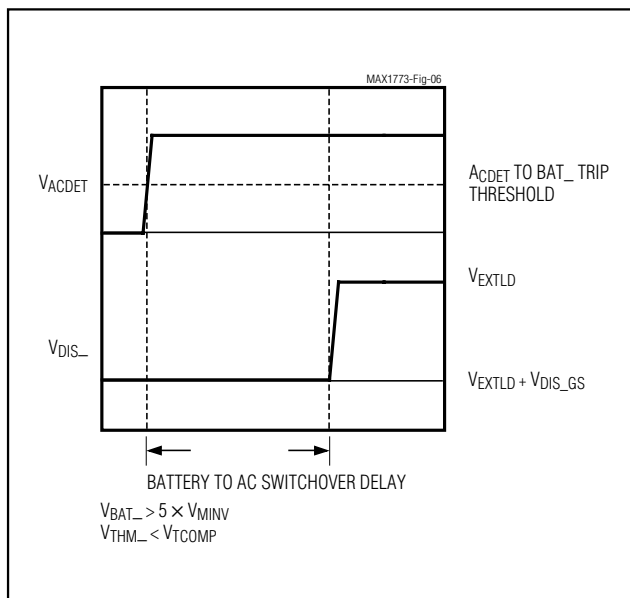 MAX1773-Fig-06
VACDET
ACDET TO BAT_ TRIP
THRESHOLD
VEXTLD
VDIS_
VEXTLD + VDIS_GS
BATTERY TO AC SWITCHOVER DELAY
VBAT_ > 5 × VMINV
VTHM_ < VTCOMP